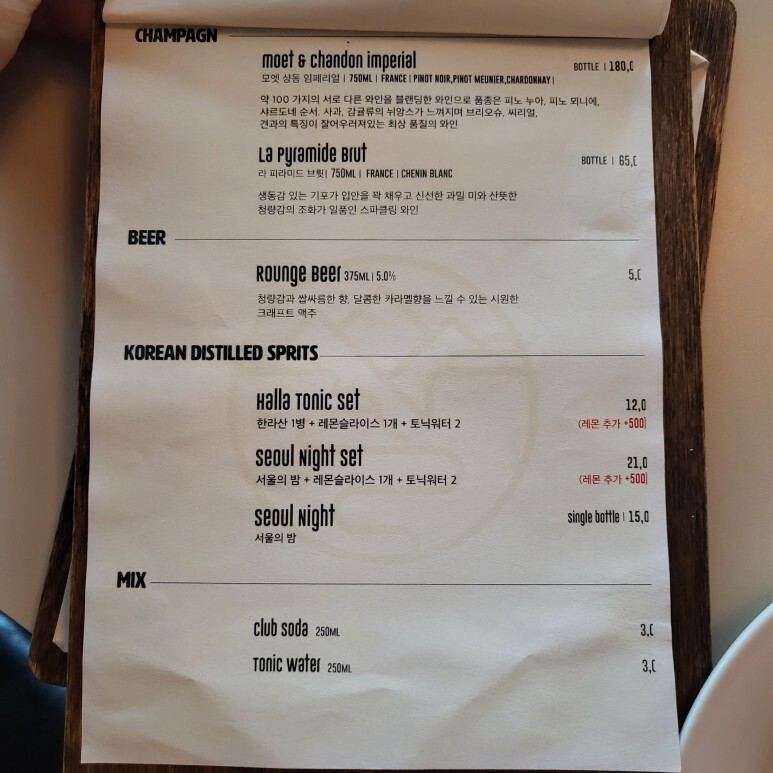 CHAMPAGN
moet & chandon imperial
BOTTLE | 180,0
모엣 샹동 임페리얼 | 750ML | FRANCE | PINOT NOIR,PINOT MEUNIER,CHARDONNAY |
약 100 가지의 서로 다른 와인을 블랜딩한 와인으로 품종은 피노 누아, 피노 뫼니에,
샤르도네 순서. 사과, 감귤류의 뉘앙스가 느껴지며 브리오슈, 씨리얼,
견과의 특징이 잘어우러져있는 최상 품질의 와인
La Pyramide Brut
BOTTLE | 65,0
라 피라미드 브륏| 750ML | FRANCE | CHENIN BLANC
생동감 있는 기포가 입안을 꽉 채우고 신선한 과일 미와 산뜻한
청량감의 조화가 일품인 스파클링 와인
BEER
Rounge Beer 375ML | 5.0%
5,0
청량감과 쌉싸름한 향, 달콤한 카라멜향을 느낄 수 있는 시원한
크래프트 맥주
KOREAN DISTILLED SPRITS
Halla Tonic Set
12,0
한라산 1병 + 레몬슬라이스 1개 + 토닉워터 2
(레몬 추가 +500)
Seoul Night Set
21,0
서울의 밤 + 레몬슬라이스 1개 + 토닉워터 2
(레몬 추가 +500)
Seoul Night
single bottle | 15,0
서울의 밤
MIX
club soda 250ML
3,0
Tonic water 250ML
3,0